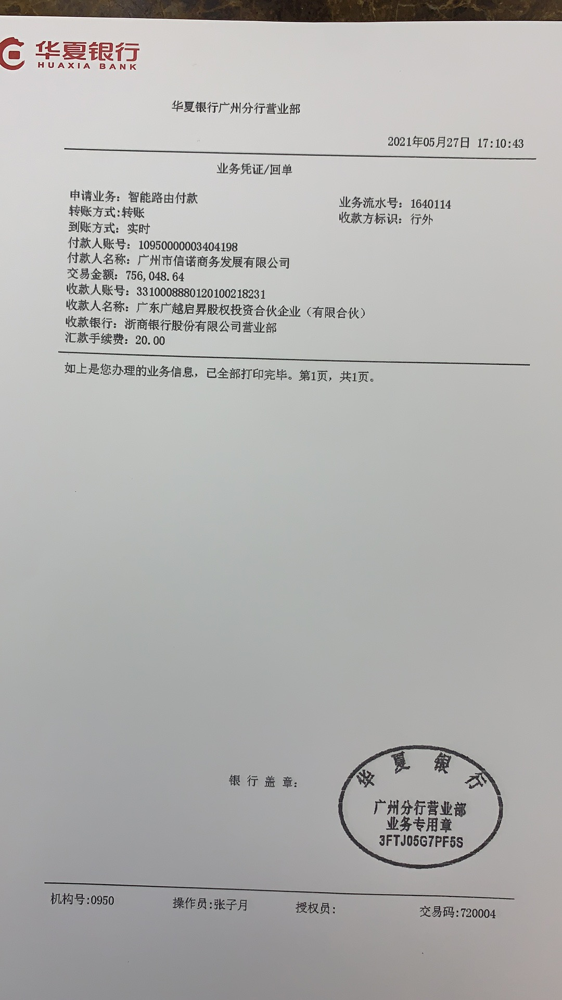 华夏银行
HUAXIA BANK
华夏银行广州分行营业部
2021年05月27日 17:10:43
业务凭证/回单
申请业务：智能路由付款
业务流水号：1640114
转账方式:转账
收款方标识：行外
到账方式：实时
付款人账号：10950000003404198
付款人名称：广州市信诺商务发展有限公司
交易金额：756,048.64
收款人账号：3310008880120100218231
收款人名称：广东广越启昇股权投资合伙企业（有限合伙）
收款银行：浙商银行股份有限公司营业部
汇款手续费：20.00
如上是您办理的业务信息，已全部打印完毕。第1页，共1页。
银行盖章：
华夏银行
广州分行营业部
业务专用章
3FTJ05G7PF5S
机构号:0950 操作员:张子月 授权员: 交易码:720004